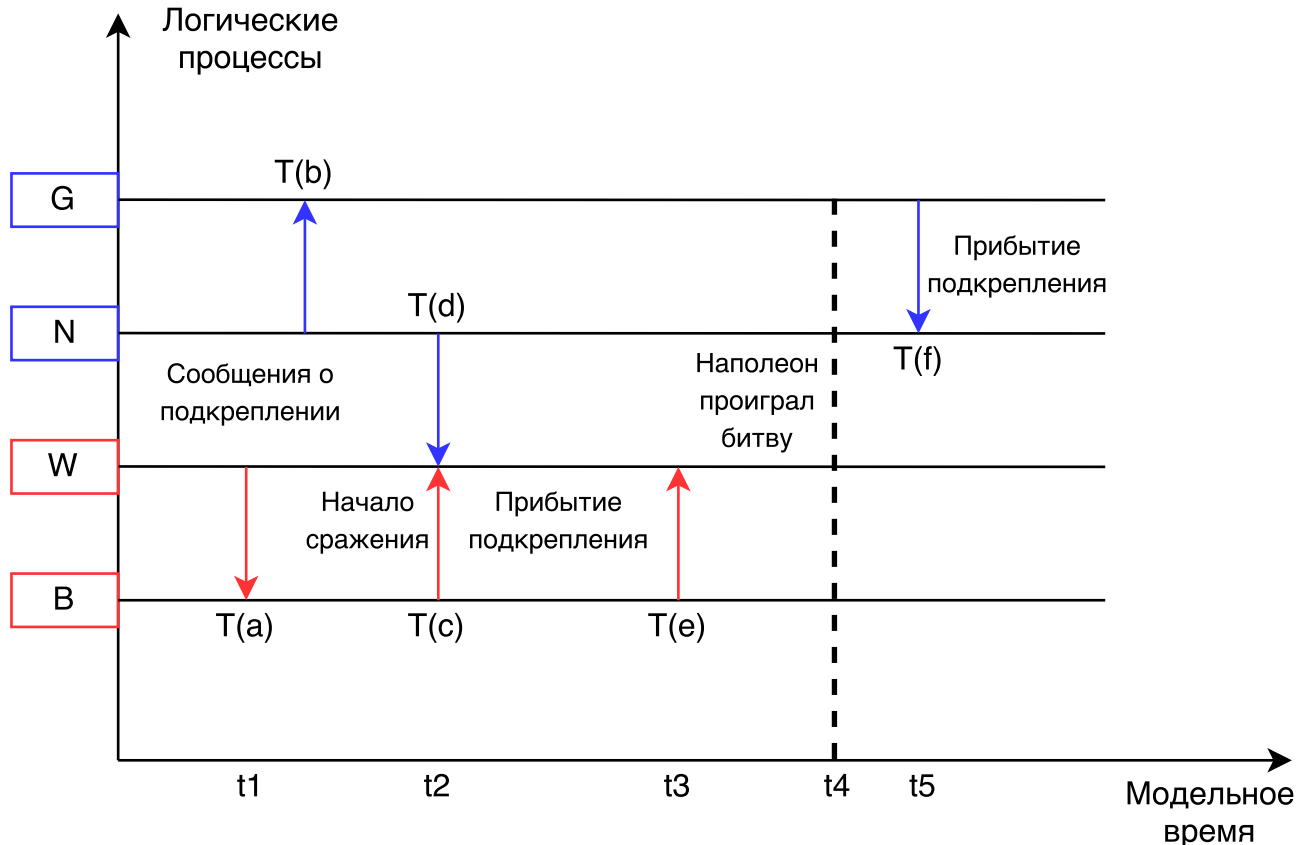 Логические
процессы
G
T(b)
Прибытие
подкрепления
N
T(d)
T(f)
Сообщения о
подкреплении
Наполеон
проиграл
битву
W
Начало
сражения
Прибытие
подкрепления
B
T(a)
T(c)
T(e)
t1
t2
t3
t4
t5
Модельное
время